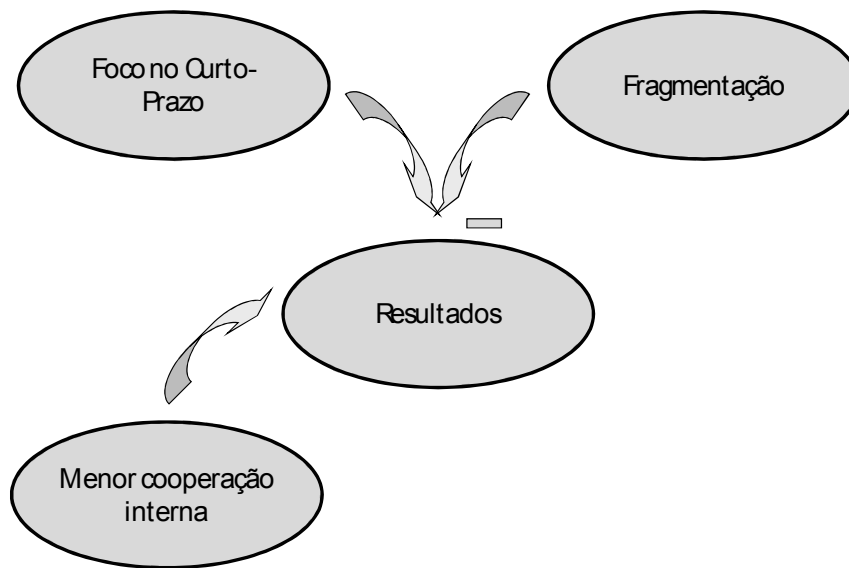 Foco no Curto-
Prazo
Fragmentação
Resultados
Menor cooperação
interna